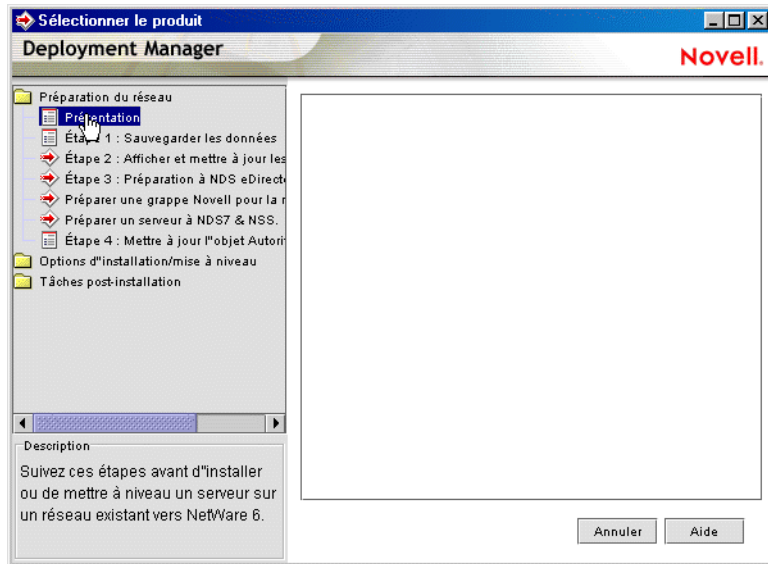 Sélectionner le produit
Deployment Manager
Novell.
Préparation du réseau
Présentation
Étape 1 : Sauvegarder les données
Étape 2 : Afficher et mettre à jour les
Étape 3 : Préparation à NDS eDirect
Préparer une grappe Novell pour la
Préparer un serveur à NDS7 & NSS.
Étape 4 : Mettre à jour l"objet Autori
Options d"installation/mise à niveau
Tâches post-installation
Description
Suivez ces étapes avant d"installer
ou de mettre à niveau un serveur sur
un réseau existant vers NetWare 6.
Annuler
Aide